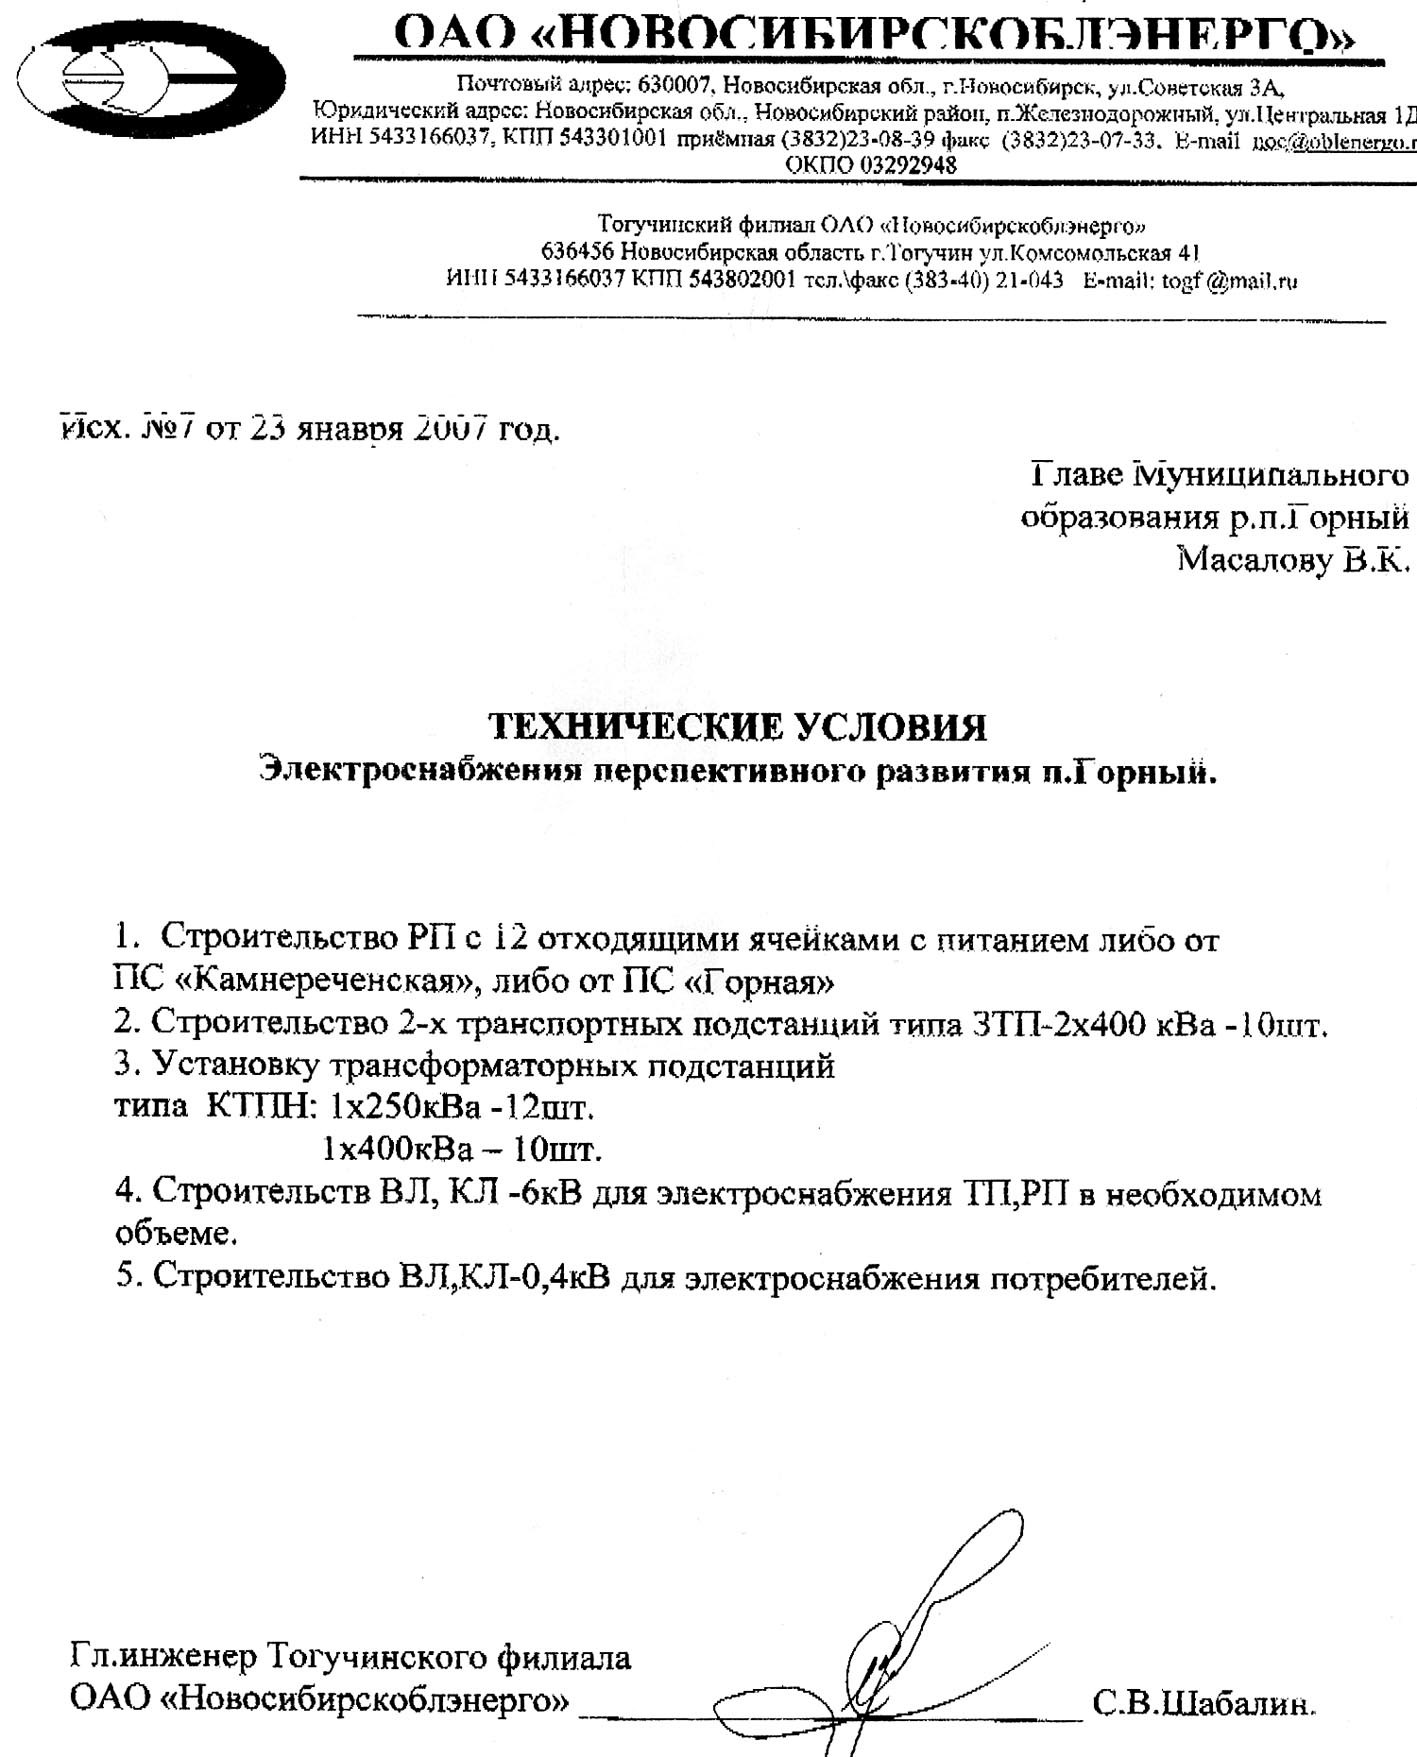 ОАО «НОВОСИБИРСКОБЛЭНЕРГО»
Почтовый адрес: 630007, Новосибирская обл., г.Новосибирск, ул.Советская 3А,
Юридический адрес: Новосибирская обл., Новосибирский район, п.Железнодорожный, ул.Центральная 1Д
ИНН 5433166037, КПП 543301001 приёмная (3832)23-08-39 факс (3832)23-07-33. E-mail
ОКПО 03292948
Тогучинский филиал ОАО «Новосибирскоблэнерго»
636456 Новосибирская область г.Тогучин ул.Комсомольская 41
ИНН 5433166037 КПП 543802001 тел.\факс (383-40) 21-043 E-mail: togf@mail.ru
Исх. №7 от 23 января 2007 год.
Главе Муниципального
образования р.п.Горный
Масалову В.К.
ТЕХНИЧЕСКИЕ УСЛОВИЯ
Электроснабжения перспективного развития п.Горный.
1. Строительство РП с 12 отходящими ячейками с питанием либо от
ПС «Камнереченская», либо от ПС «Горная»
2. Строительство 2-х транспортных подстанций типа ЗТП-2х400 кВа -10шт.
3. Установку трансформаторных подстанций
типа КТПН: 1х250кВа -12шт.
1х400кВа – 10шт.
4. Строительств ВЛ, КЛ -6кВ для электроснабжения ТП,РП в необходимом
объеме.
5. Строительство ВЛ,КЛ-0,4кВ для электроснабжения потребителей.
Гл.инженер Тогучинского филиала
ОАО «Новосибирскоблэнерго» С.В.Шабалин.